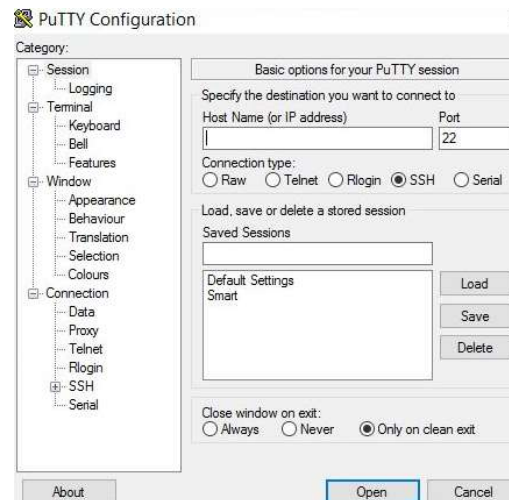 PuTTY Configuration
Category:
Session
Logging
Terminal
Keyboard
Bell
Features
Window
Appearance
Behaviour
Translation
Selection
Colours
Connection
Data
Proxy
Telnet
Rlogin
SSH
Serial
Basic options for your PuTTY session
Specify the destination you want to connect to
Host Name (or IP address) Port
22
Connection type:
Raw Telnet Rlogin SSH Serial
Load, save or delete a stored session
Saved Sessions
Default Settings
Smart
Load
Save
Delete
Close window on exit:
Always Never Only on clean exit
About Open Cancel